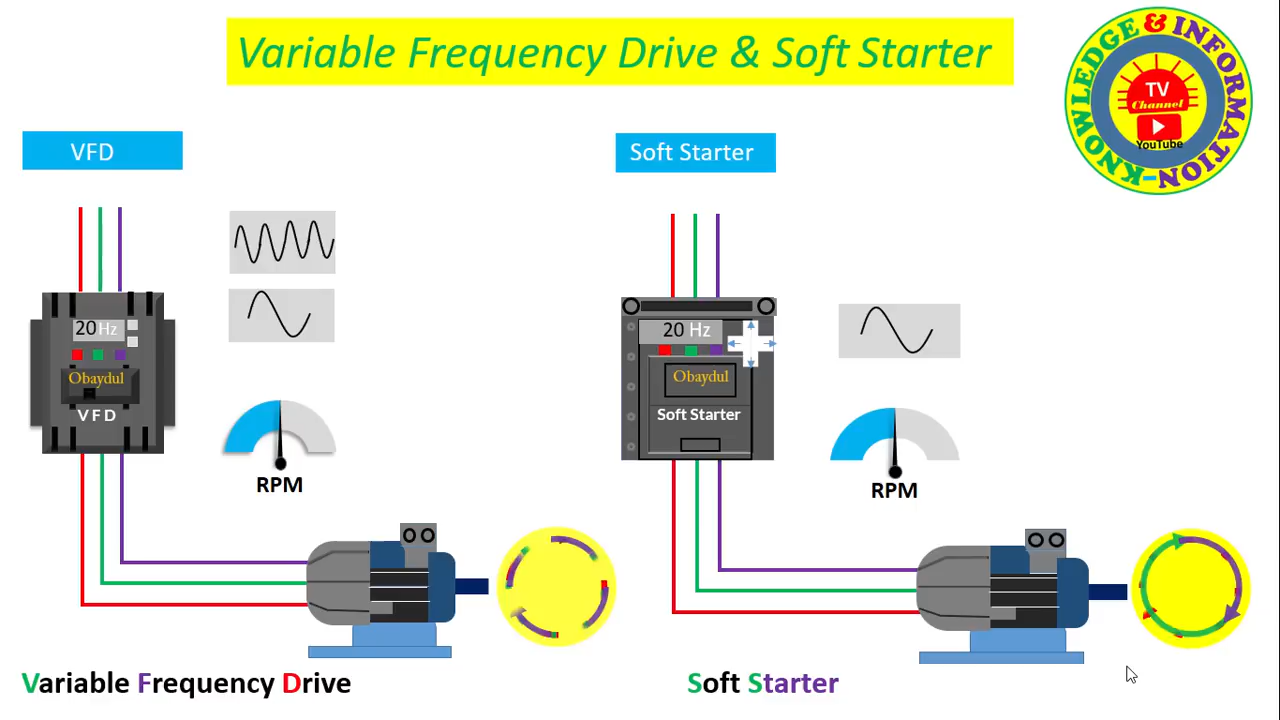 Variable Frequency Drive & Soft Starter
KNOWLEDGE & INFORMATION
TV
Channel
YouTube
VFD
Soft Starter
20 Hz
Obaydul
VFD
RPM
20 Hz
Obaydul
Soft Starter
RPM
Variable Frequency Drive
Soft Starter